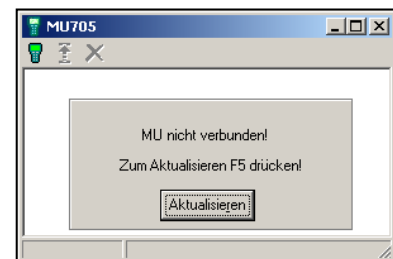 MU705
MU nicht verbunden!
Zum Aktualisieren F5 drücken!
Aktualisieren